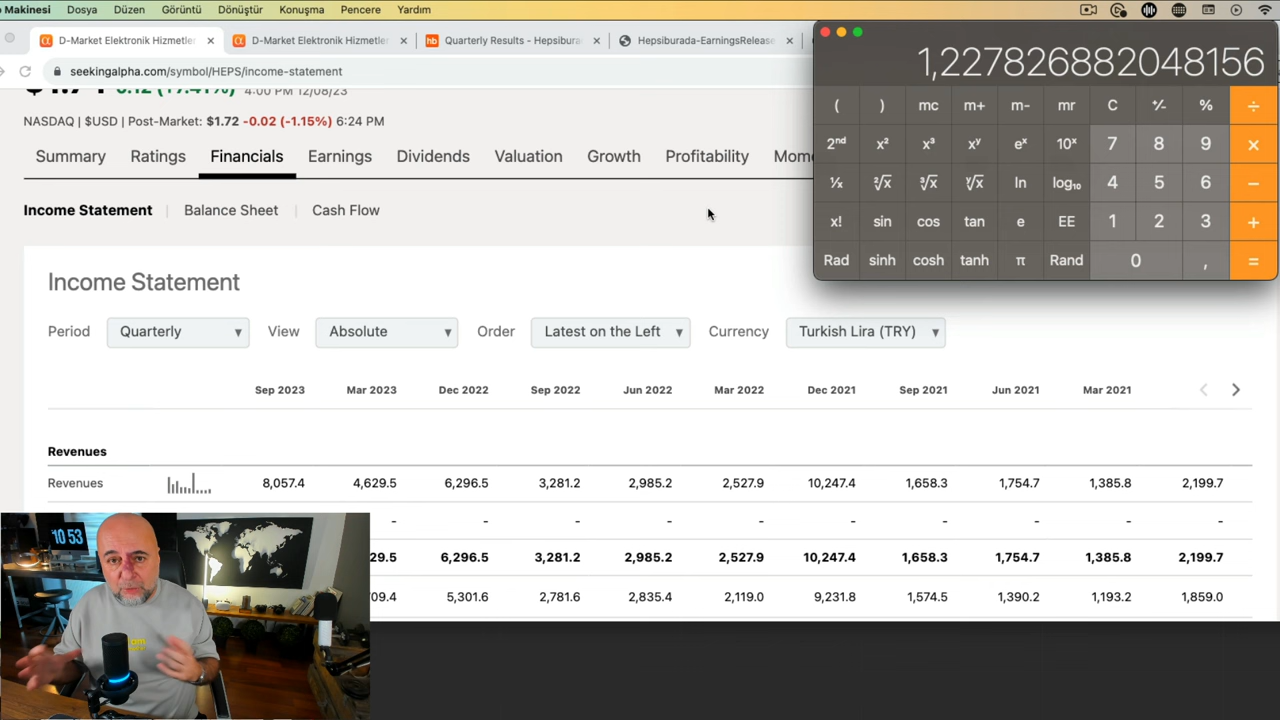 Makinesi Dosya Düzen Görüntü Dönüştür Konuşma Pencere Yardım
D-Market Elektronik Hizmetler × D-Market Elektronik Hizmetler × hb Quarterly Results - Hepsibura × Hepsiburada-EarningsRelease ×
seekingalpha.com/symbol/HEPS/income-statement
4:00 PM 12/08/23
NASDAQ | $USD | Post-Market: $1.72 -0.02 (-1.15%) 6:24 PM
Summary Ratings Financials Earnings Dividends Valuation Growth Profitability Mom
Income Statement | Balance Sheet | Cash Flow
1,227826882048156
( ) mc m+ m- mr C +/- % ÷
2nd x² x³ xʸ eˣ 10ˣ 7 8 9 ×
1/x ²√x ³√x ʸ√x ln log₁₀ 4 5 6 −
x! sin cos tan e EE 1 2 3 +
Rad sinh cosh tanh π Rand 0 , =
Income Statement
Period Quarterly View Absolute Order Latest on the Left Currency Turkish Lira (TRY)
Sep 2023 Mar 2023 Dec 2022 Sep 2022 Jun 2022 Mar 2022 Dec 2021 Sep 2021 Jun 2021 Mar 2021
Revenues
Revenues 8,057.4 4,629.5 6,296.5 3,281.2 2,985.2 2,527.9 10,247.4 1,658.3 1,754.7 1,385.8 2,199.7
- - - - - - - - - -
29.5 6,296.5 3,281.2 2,985.2 2,527.9 10,247.4 1,658.3 1,754.7 1,385.8 2,199.7
09.4 5,301.6 2,781.6 2,835.4 2,119.0 9,231.8 1,574.5 1,390.2 1,193.2 1,859.0
10 53